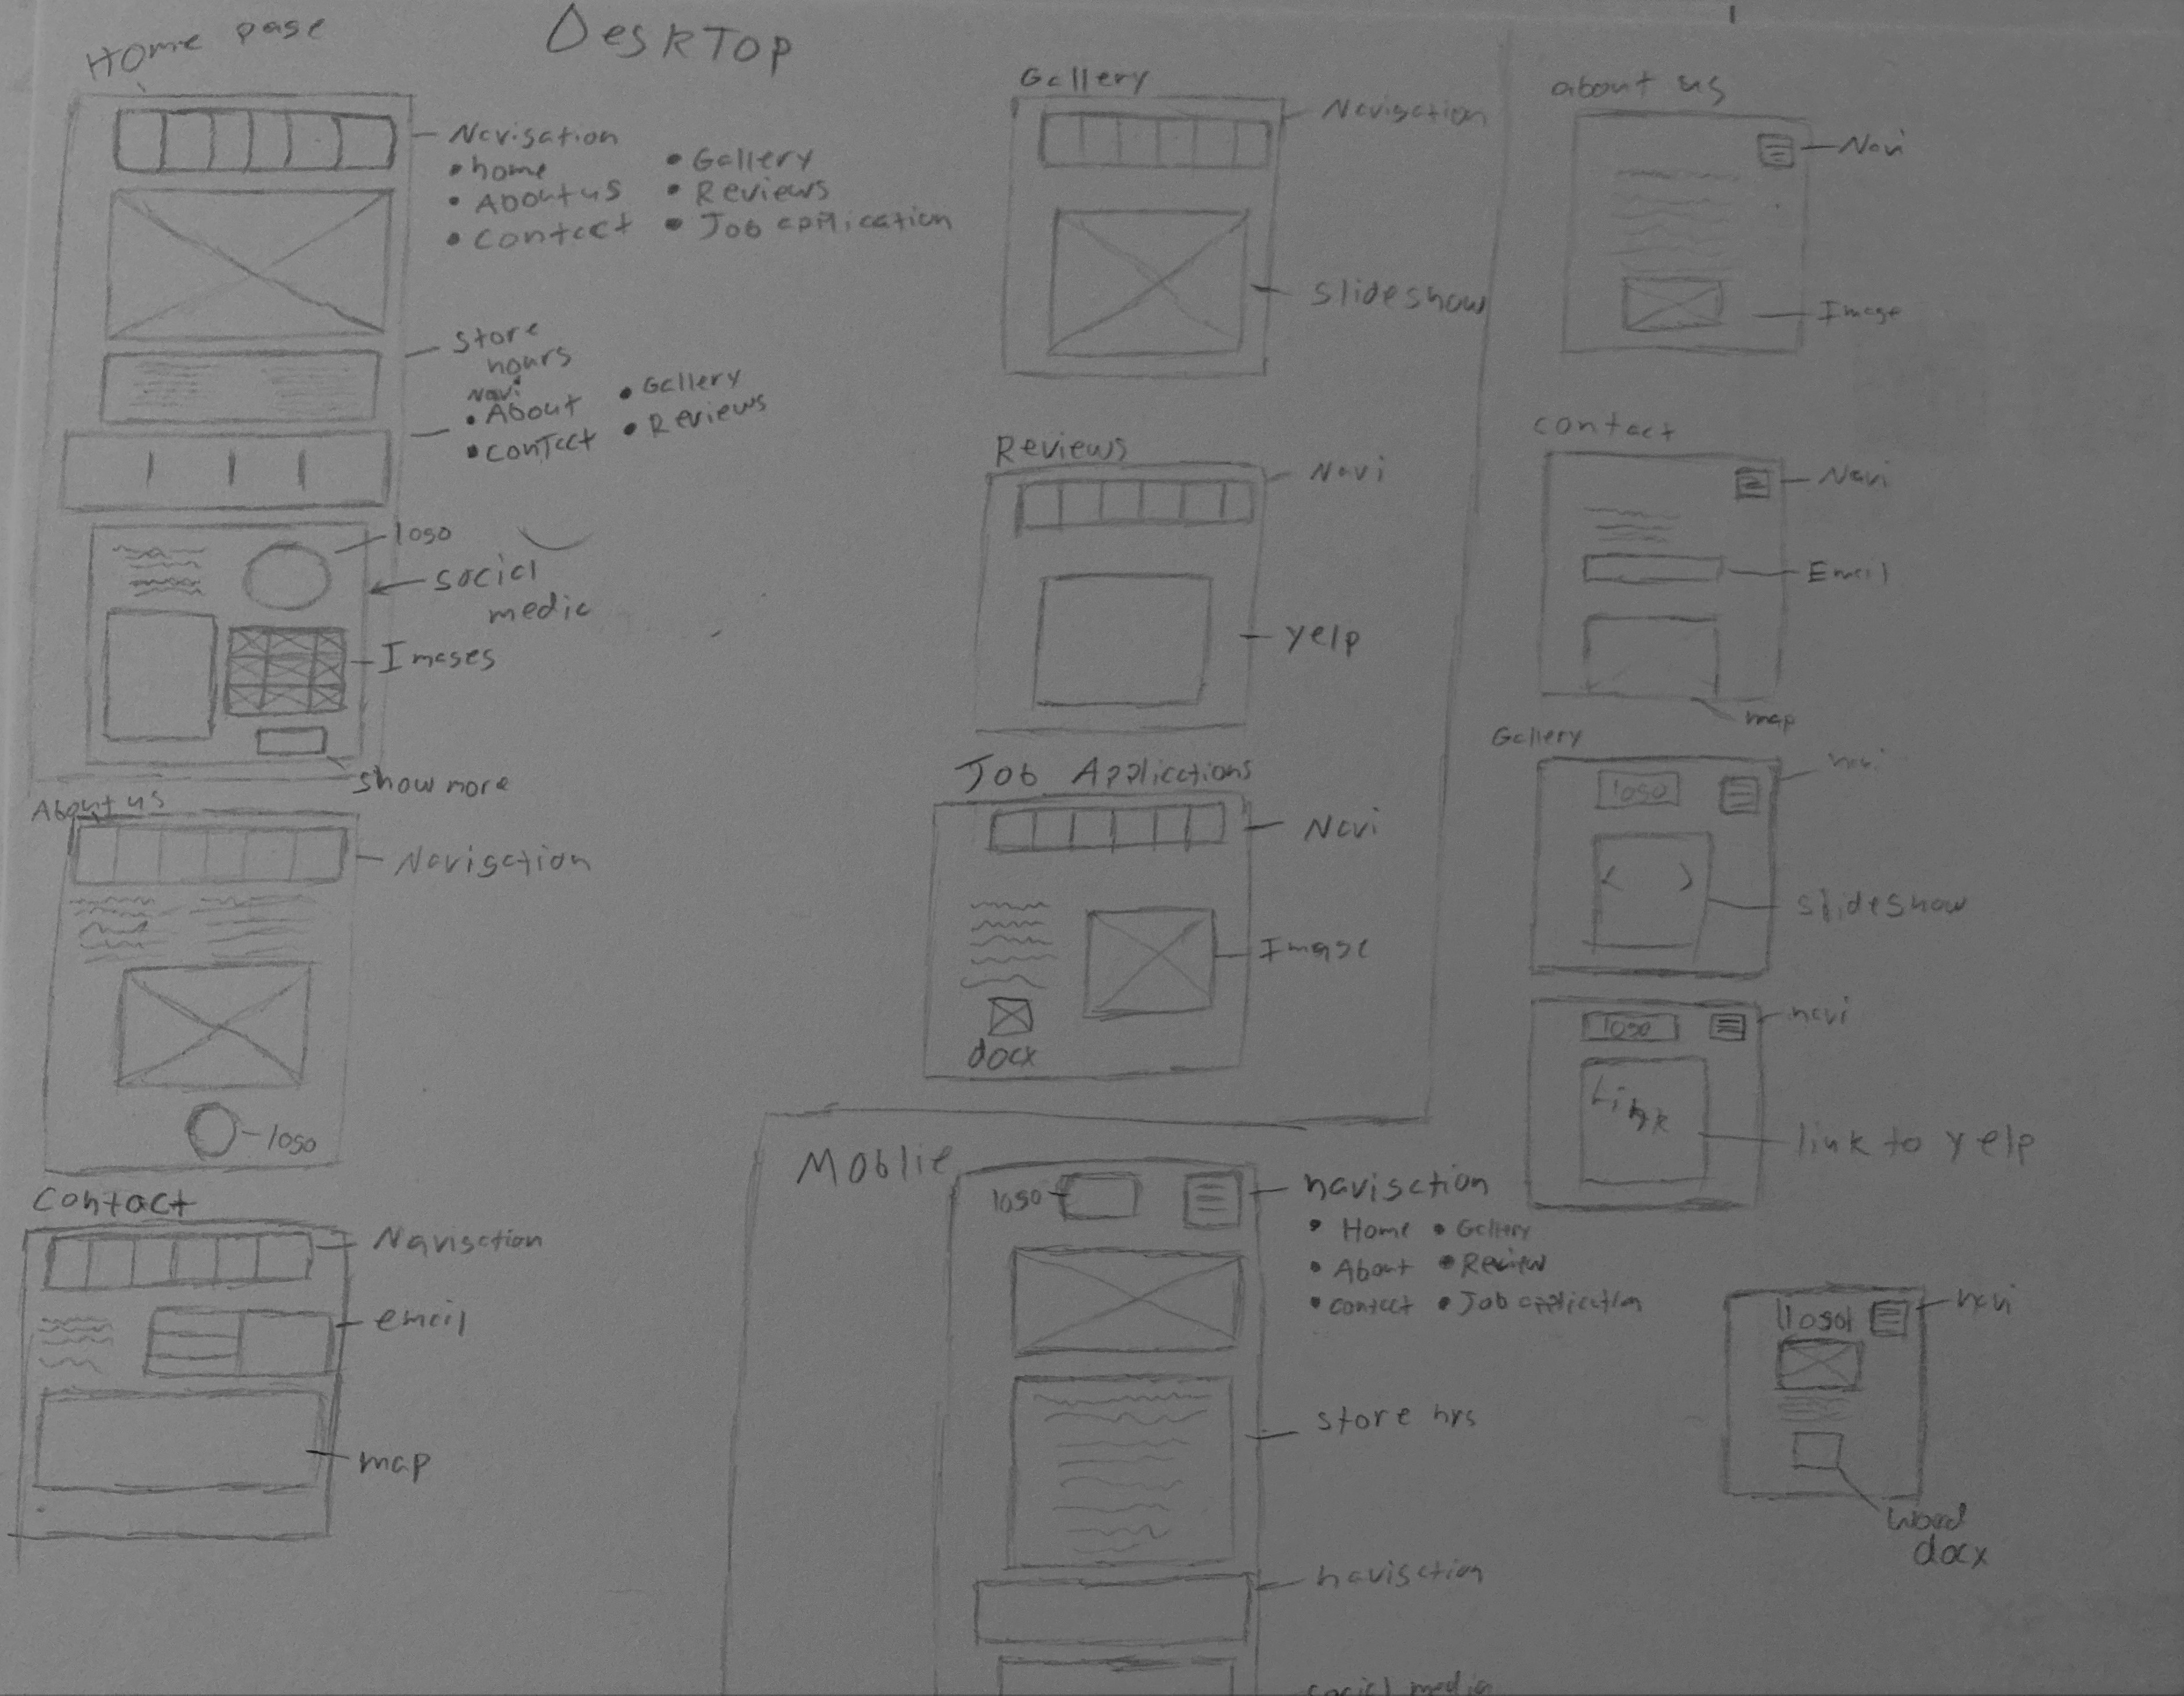 Home page
DeskTop
Navigation
• home
• About us
• Contact
• Gallery
• Reviews
• Job application
Store
hours
Navi
• About
• Contact
• Gallery
• Reviews
logo
social
media
Images
show more
About us
Navigation
logo
Contact
Navigation
email
map
Gallery
Navigation
slideshow
Reviews
Navi
yelp
Job Applications
Navi
Image
docx
Moblie
logo
navigation
• Home • Gallery
• About • Review
• contact • Job application
store hrs
navigation
social media
about us
Navi
Image
contact
Navi
Email
map
Gallery
navi
logo
slideshow
logo
navi
Link
link to yelp
logo
navi
Word
docx